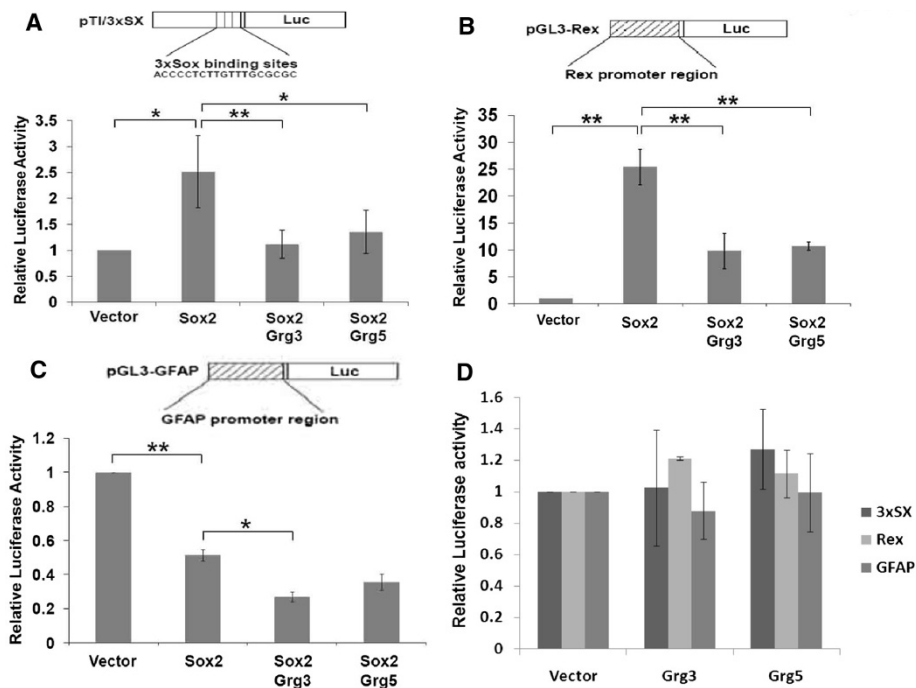 A
pTI/3xSX
Luc
3xSox binding sites
ACCCCTCTTGTTTGCGCGC
*
*
**
Relative Luciferase Activity
3.5
3
2.5
2
1.5
1
0.5
0
Vector
Sox2
Sox2
Grg3
Sox2
Grg5
B
pGL3-Rex
Luc
Rex promoter region
**
**
**
Relative Luciferase Activity
35
30
25
20
15
10
5
0
Vector
Sox2
Sox2
Grg3
Sox2
Grg5
C
pGL3-GFAP
Luc
GFAP promoter region
**
*
Relative Luciferase Activity
1.2
1
0.8
0.6
0.4
0.2
0
Vector
Sox2
Sox2
Grg3
Sox2
Grg5
D
Relative Luciferase activity
1.6
1.4
1.2
1
0.8
0.6
0.4
0.2
0
Vector
Grg3
Grg5
3xSX
Rex
GFAP